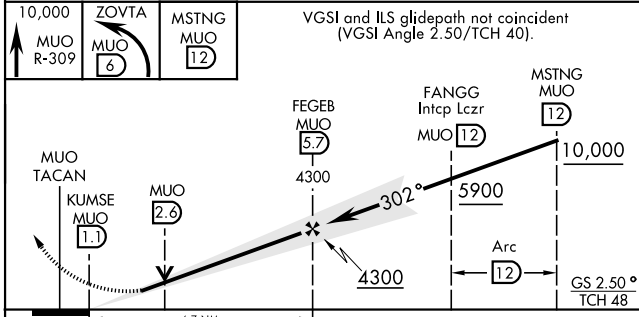 10,000
MUO
R-309
ZOVTA
MUO
6
MSTNG
MUO
12
VGSI and ILS glidepath not coincident
(VGSI Angle 2.50/TCH 40).
MSTNG
MUO
12
10,000
FANGG
Intcp Lczr
MUO 12
5900
FEGEB
MUO
5.7
4300
302°
4300
MUO
TACAN
KUMSE
MUO
1.1
MUO
2.6
Arc
12
GS 2.50°
TCH 48